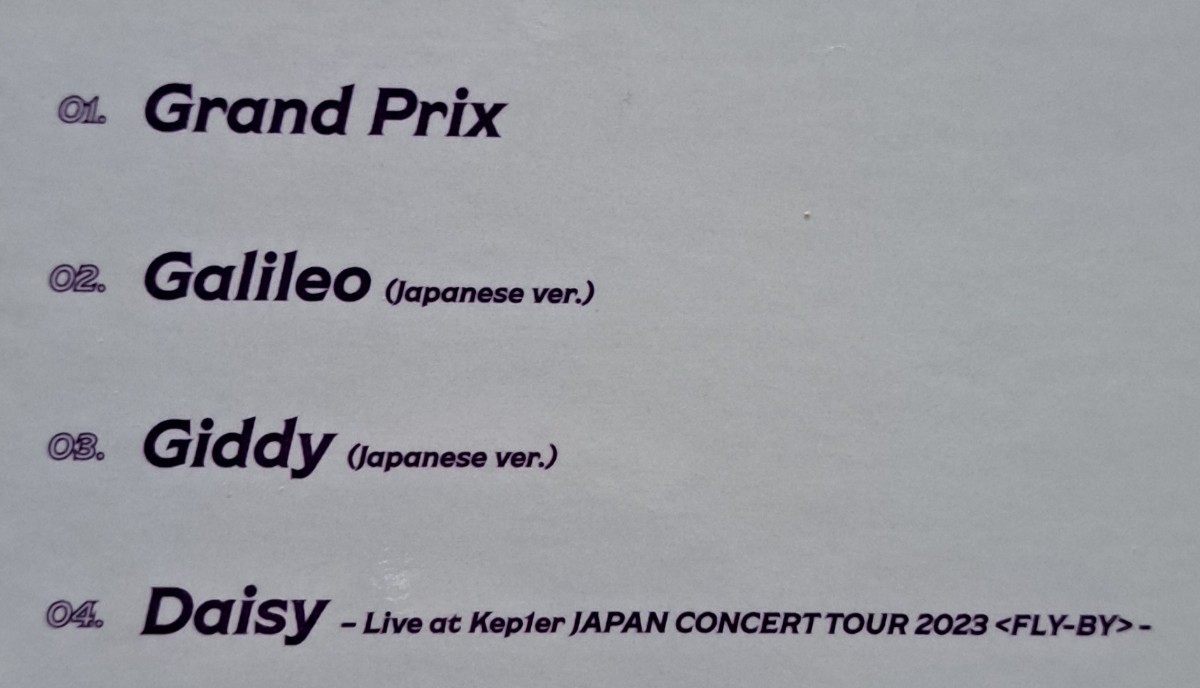 01. Grand Prix
02. Galileo (Japanese ver.)
03. Giddy (Japanese ver.)
04. Daisy – Live at Kep1er JAPAN CONCERT TOUR 2023 <FLY-BY> -